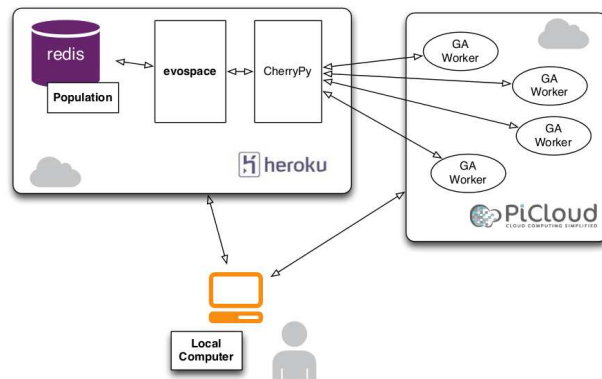 redis
Population
evospace
CherryPy
heroku
GA
Worker
GA
Worker
GA
Worker
GA
Worker
PiCloud
CLOUD COMPUTING SIMPLIFIED
Local
Computer